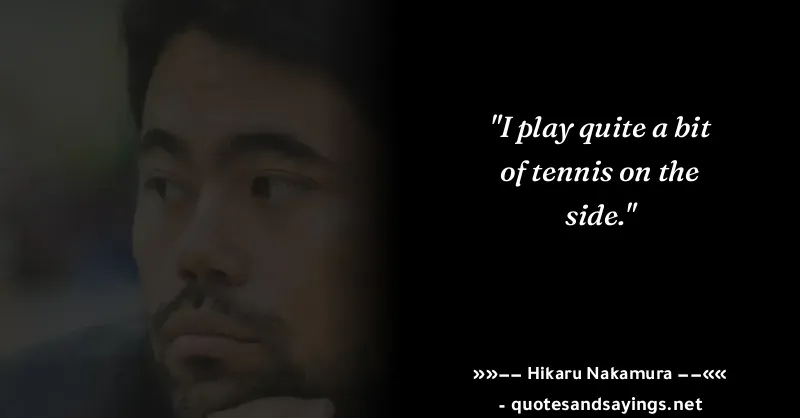 "I play quite a bit
of tennis on the
side."
»»−− Hikaru Nakamura −−««
- quotesandsayings.net